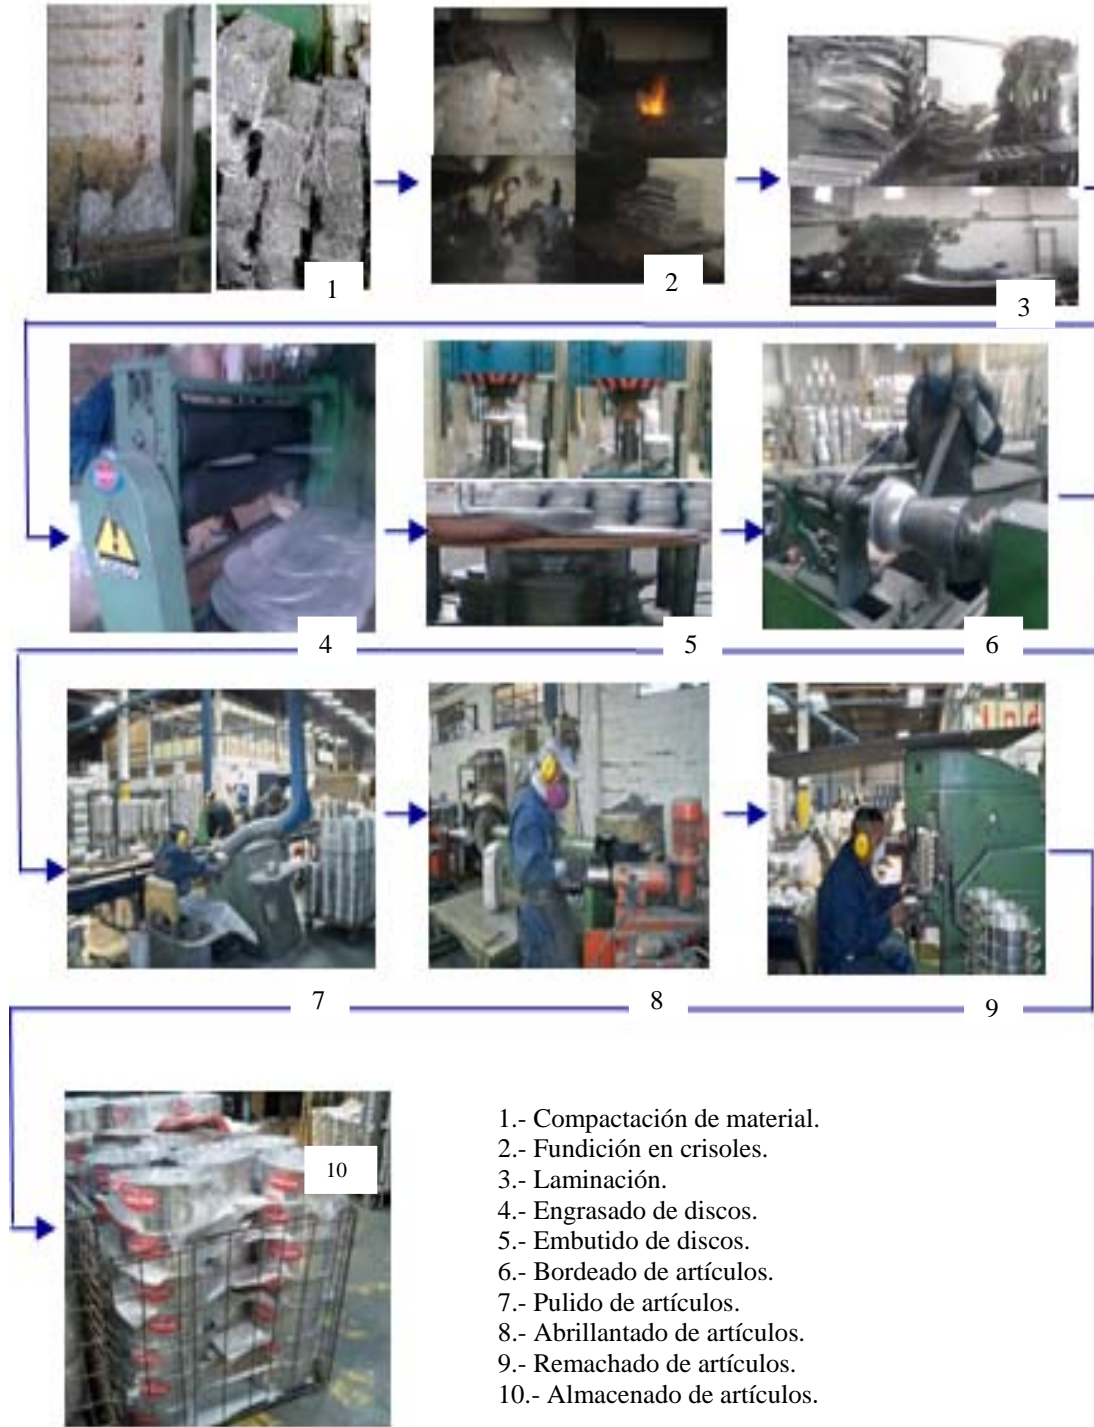 1
2
3
4
5
6
7
8
9
Ind
10
1.- Compactación de material.
2.- Fundición en crisoles.
3.- Laminación.
4.- Engrasado de discos.
5.- Embutido de discos.
6.- Bordeado de artículos.
7.- Pulido de artículos.
8.- Abrillantado de artículos.
9.- Remachado de artículos.
10.- Almacenado de artículos.